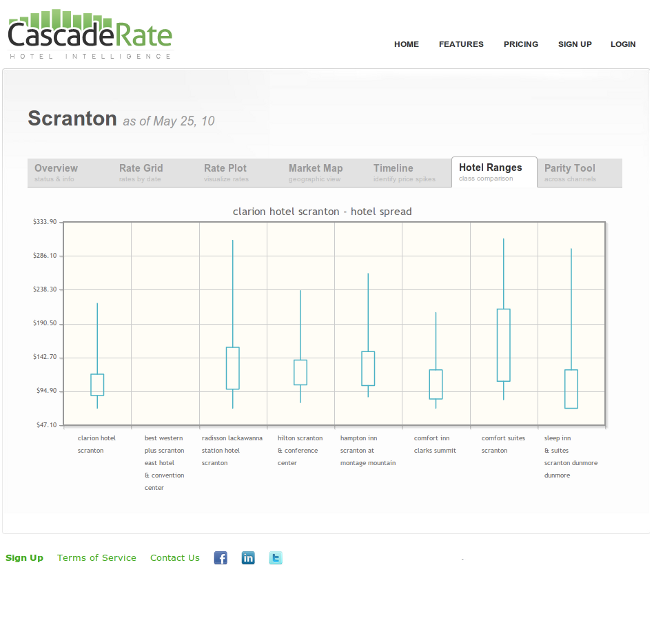 CascadeRate
HOTEL INTELLIGENCE
HOME FEATURES PRICING SIGN UP LOGIN
Scranton as of May 25, 10
Overview Rate Grid Rate Plot Market Map Timeline Hotel Ranges Parity Tool
status & info rates by date visualize rates geographic view identify price spikes class comparison across channels
clarion hotel scranton - hotel spread
$333.90
$286.10
$238.30
$190.50
$142.70
$94.90
$47.10
clarion hotel
scranton
best western
plus scranton
east hotel
& convention
center
radisson lackawanna
station hotel
scranton
hilton scranton
& conference
center
hampton inn
scranton at
montage mountain
comfort inn
clarks summit
comfort suites
scranton
sleep inn
& suites
scranton dunmore
dunmore
Sign Up Terms of Service Contact Us f in t